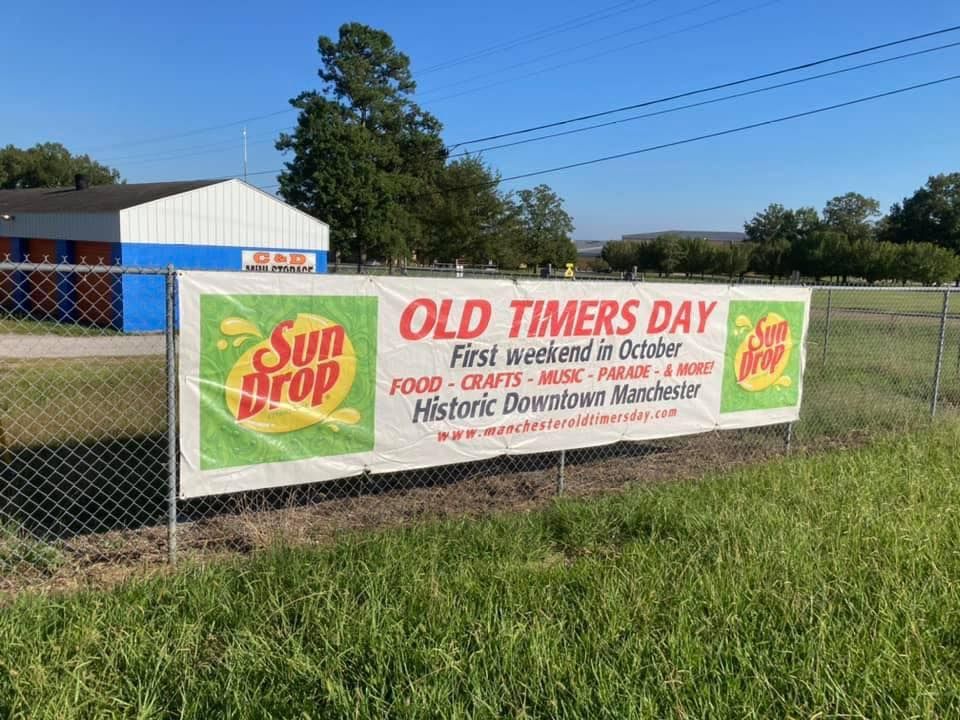 C & D
MINI STORAGE
Sun
Drop
OLD TIMERS DAY
First weekend in October
FOOD - CRAFTS - MUSIC - PARADE - & MORE!
Historic Downtown Manchester
www.manchesteroldtimersday.com
Sun
Drop